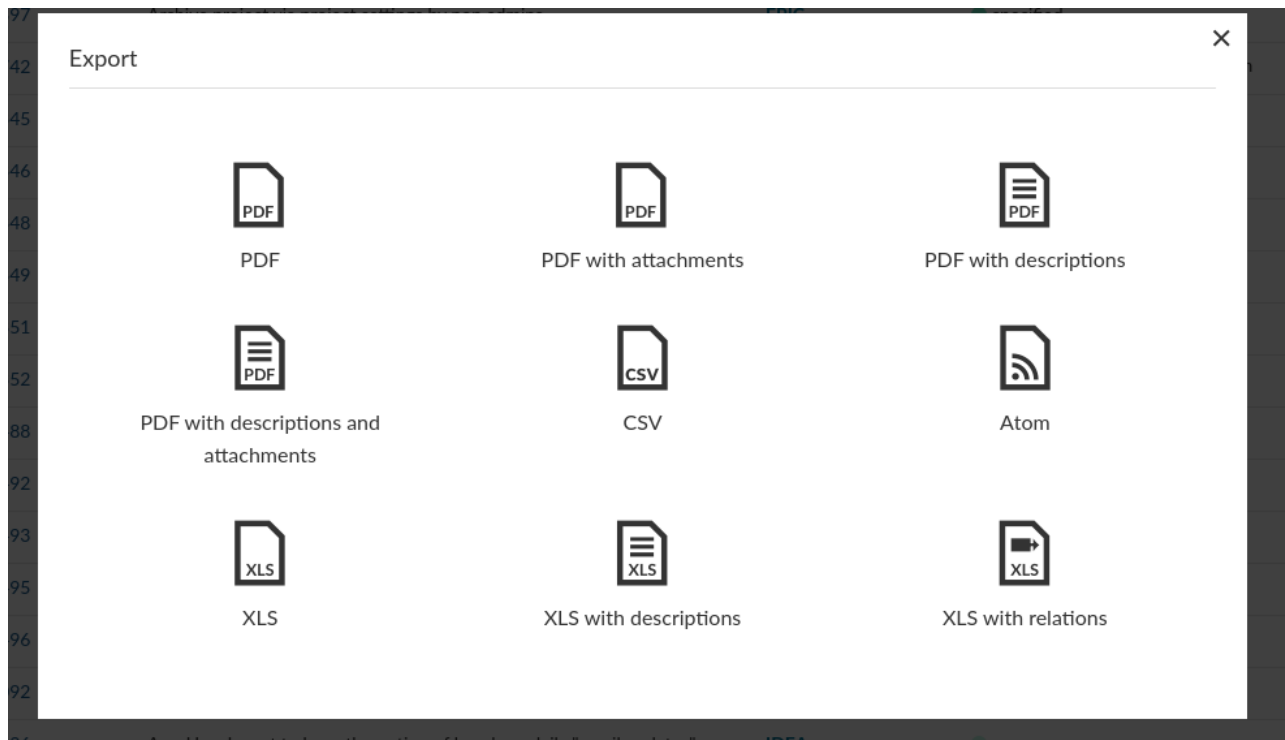 97
EPIC
specified
Export
42
45
46
48
49
51
52
88
92
93
95
96
92
PDF
PDF
PDF
PDF
PDF with attachments
PDF with descriptions
PDF
CSV
PDF with descriptions and
attachments
CSV
Atom
XLS
XLS
XLS
XLS
XLS with descriptions
XLS with relations